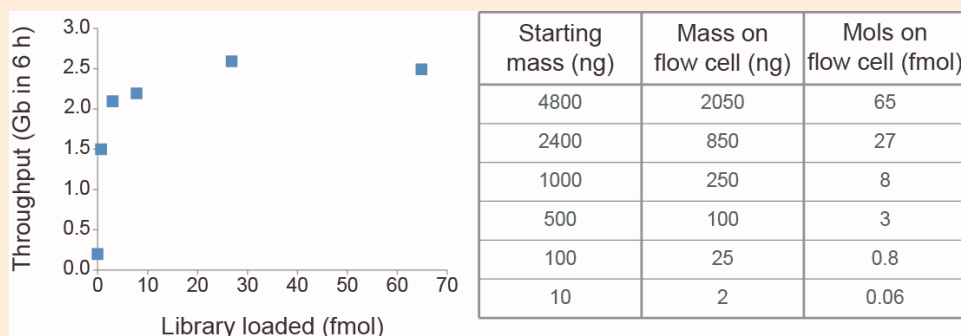 Throughput (Gb in 6 h)
3.0
2.5
2.0
1.5
1.0
0.5
0.0
0 10 20 30 40 50 60 70
Library loaded (fmol)
Starting mass (ng) Mass on flow cell (ng) Mols on flow cell (fmol)
4800 2050 65
2400 850 27
1000 250 8
500 100 3
100 25 0.8
10 2 0.06